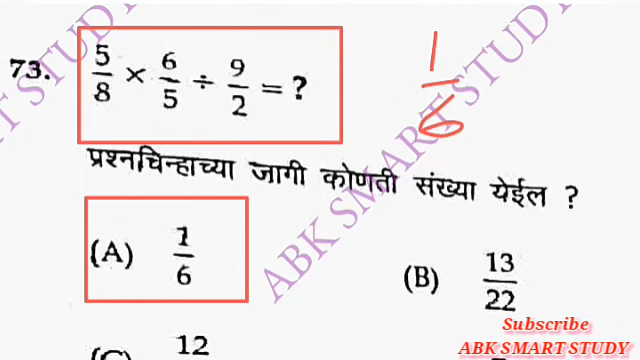 73. 5/8 × 6/5 ÷ 9/2 = ?
1/6
प्रश्नचिन्हाच्या जागी कोणती संख्या येईल ?
(A) 1/6
(B) 13/22
(C) 12
ABK SMART STUDY
Subscribe
ABK SMART STUDY